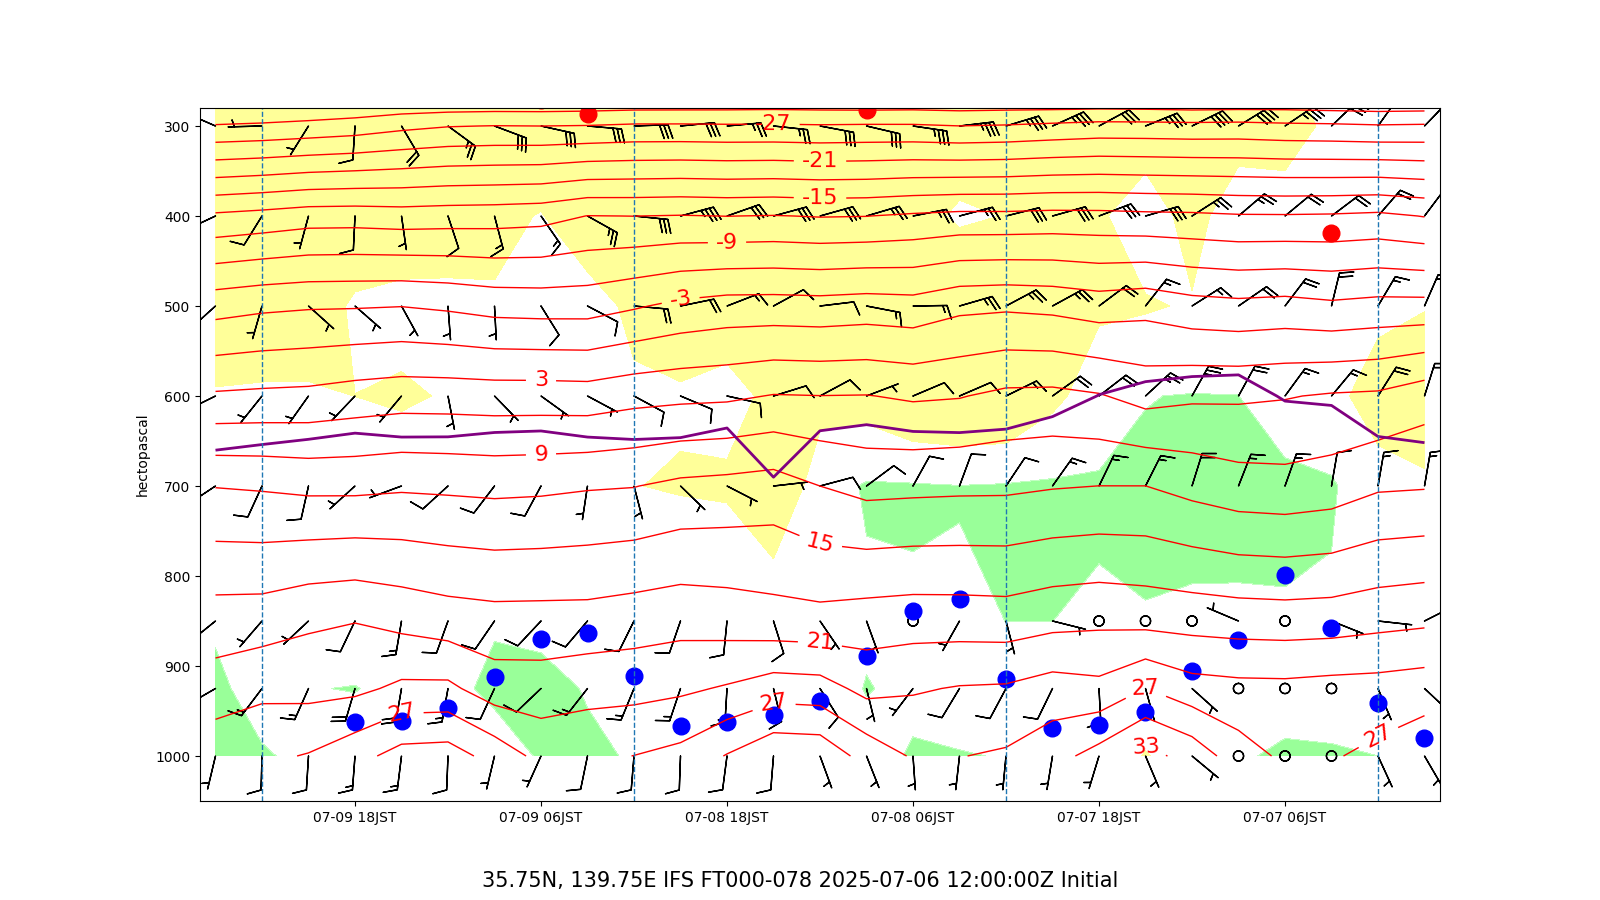 300
400
500
600
700
800
900
1000
hectopascal
27
-21
-15
-9
-3
3
9
15
21
27
27
27
33
27
07-09 18JST
07-09 06JST
07-08 18JST
07-08 06JST
07-07 18JST
07-07 06JST
35.75N, 139.75E IFS FT000-078 2025-07-06 12:00:00Z Initial